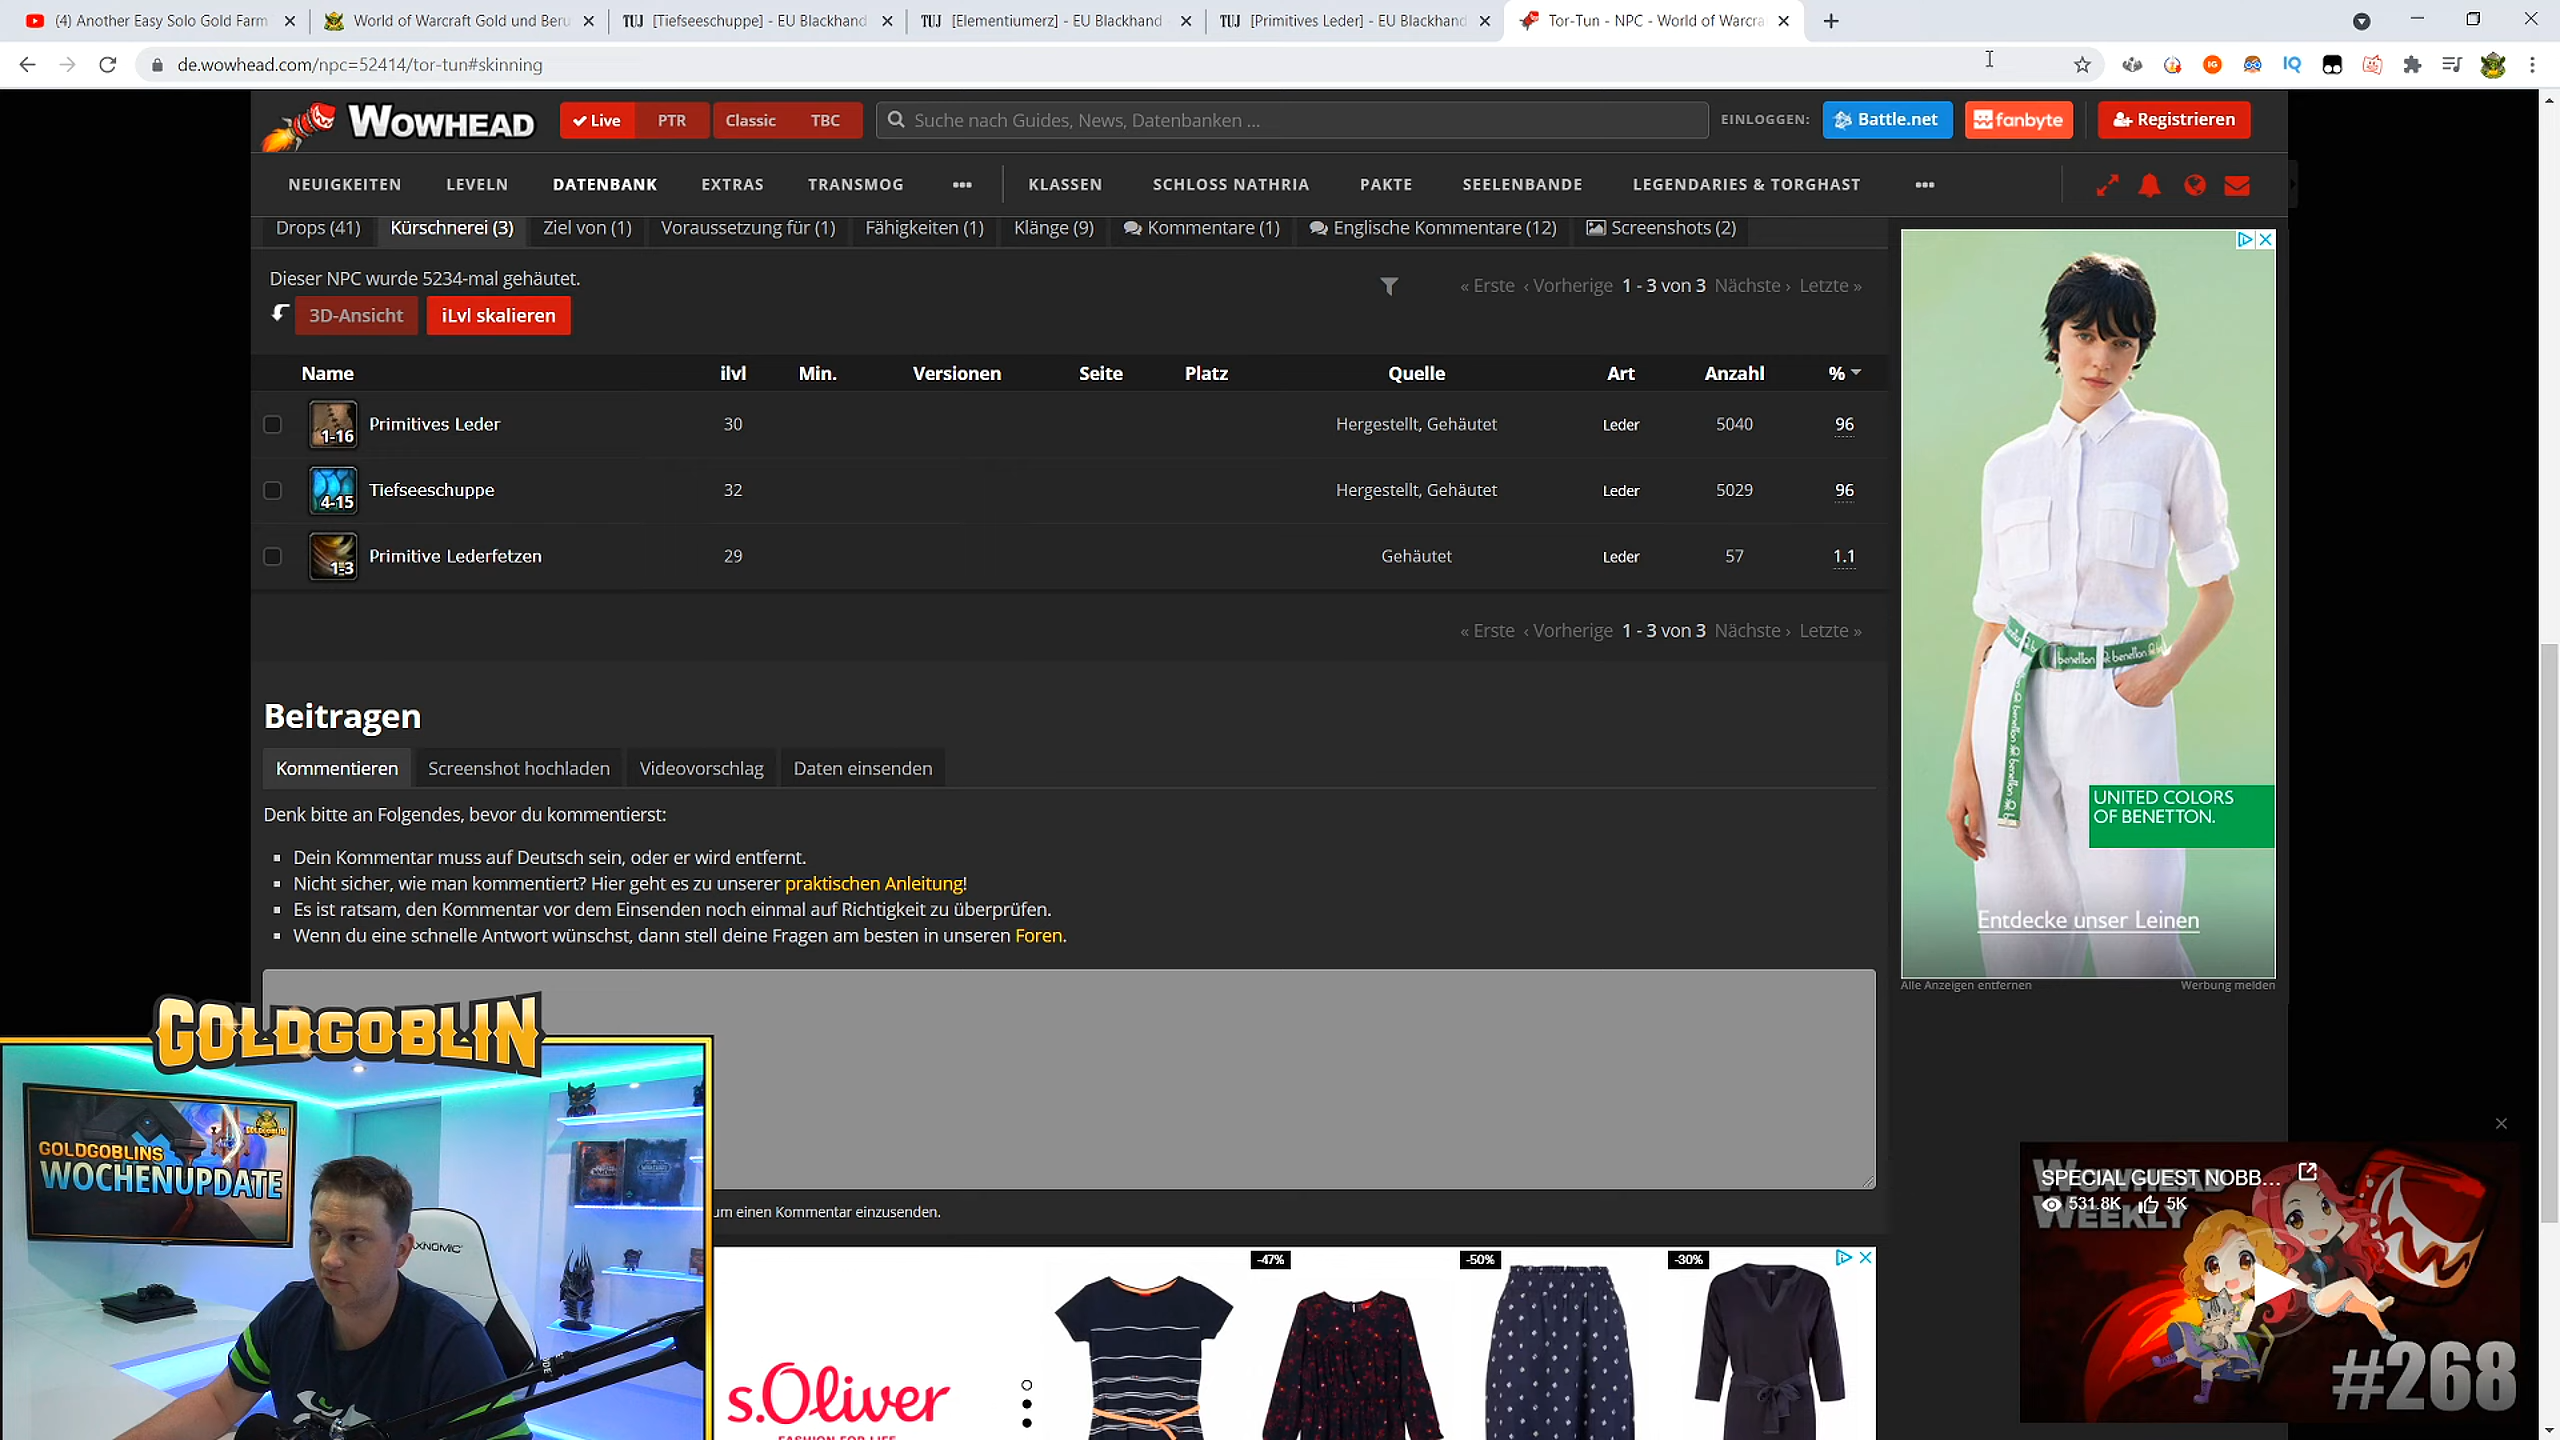 (4) Another Easy Solo Gold Farm
World of Warcraft Gold und Beru
TUJ [Tiefseeschuppe] - EU Blackhand
TUJ [Elementiumerz] - EU Blackhand
TUJ [Primitives Leder] - EU Blackhand
Tor-Tun - NPC - World of Warcra
de.wowhead.com/npc=52414/tor-tun#skinning
WOWHEAD
Live PTR Classic TBC
Suche nach Guides, News, Datenbanken ...
EINLOGGEN: Battle.net fanbyte Registrieren
NEUIGKEITEN LEVELN DATENBANK EXTRAS TRANSMOG ••• KLASSEN SCHLOSS NATHRIA PAKTE SEELENBANDE LEGENDARIES & TORGHAST •••
Drops (41) Kürschnerei (3) Ziel von (1) Voraussetzung für (1) Fähigkeiten (1) Klänge (9) Kommentare (1) Englische Kommentare (12) Screenshots (2)
Dieser NPC wurde 5234-mal gehäutet.
« Erste ‹ Vorherige 1 - 3 von 3 Nächste › Letzte »
3D-Ansicht iLvl skalieren
Name ilvl Min. Versionen Seite Platz Quelle Art Anzahl %
1-16 Primitives Leder 30 Hergestellt, Gehäutet Leder 5040 96
4-15 Tiefseeschuppe 32 Hergestellt, Gehäutet Leder 5029 96
1-3 Primitive Lederfetzen 29 Gehäutet Leder 57 1.1
« Erste ‹ Vorherige 1 - 3 von 3 Nächste › Letzte »
Beitragen
Kommentieren Screenshot hochladen Videovorschlag Daten einsenden
Denk bitte an Folgendes, bevor du kommentierst:
Dein Kommentar muss auf Deutsch sein, oder er wird entfernt.
Nicht sicher, wie man kommentiert? Hier geht es zu unserer praktischen Anleitung!
Es ist ratsam, den Kommentar vor dem Einsenden noch einmal auf Richtigkeit zu überprüfen.
Wenn du eine schnelle Antwort wünschst, dann stell deine Fragen am besten in unseren Foren.
um einen Kommentar einzusenden.
benetton benetton
UNITED COLORS
OF BENETTON.
Entdecke unser Leinen
Alle Anzeigen entfernen Werbung melden
GOLDGOBLIN
GOLDGOBLINS
WOCHENUPDATE
-47% -50% -30%
s.Oliver
FASHION FOR LIFE
SPECIAL GUEST NOBB...
531.8K 5K
WOWHEAD
WEEKLY
#268